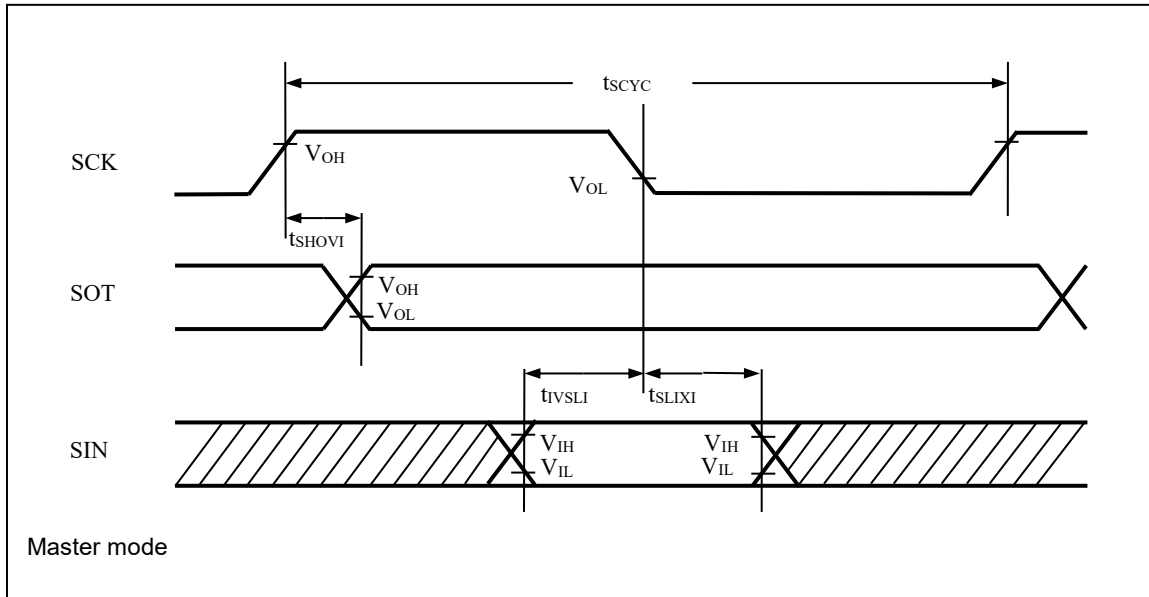 tSCYC
SCK
VOH
VOL
tSHOVI
SOT
VOH
VOL
tIVSLI
tSLIXI
SIN
VIH
VIL
VIH
VIL
Master mode